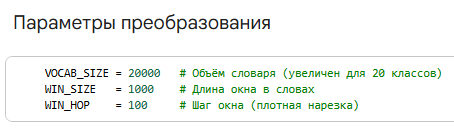 Параметры преобразования
VOCAB_SIZE = 20000 # Объём словаря (увеличен для 20 классов)
WIN_SIZE = 1000 # Длина окна в словах
WIN_HOP = 100 # Шаг окна (плотная нарезка)